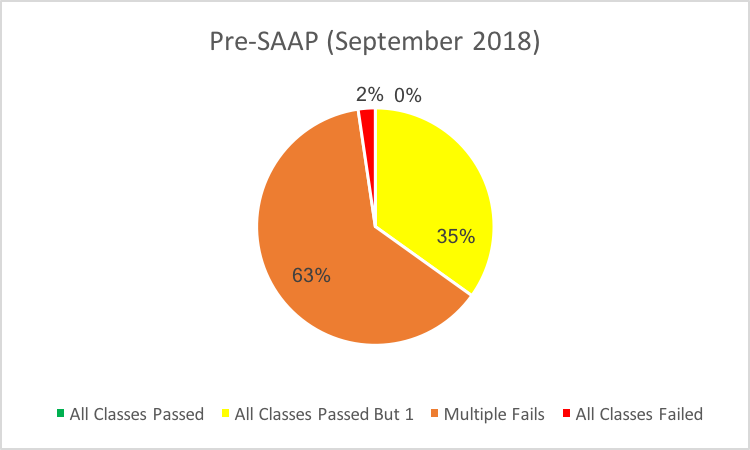 Pre-SAAP (September 2018)
2% 0%
35%
63%
All Classes Passed All Classes Passed But 1 Multiple Fails All Classes Failed